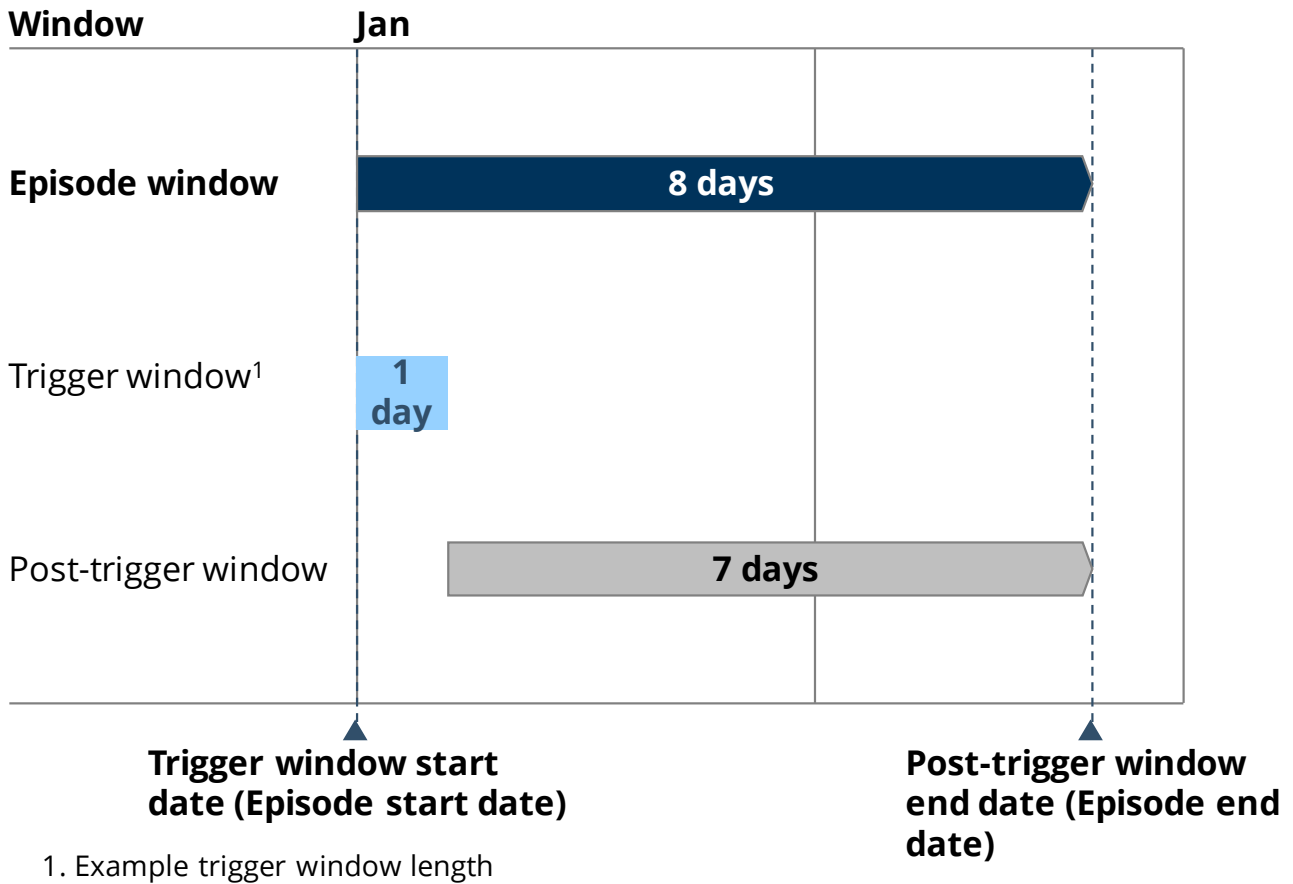 Window Jan
Episode window 8 days
Trigger window¹ 1
day
Post-trigger window 7 days
Trigger window start
date (Episode start date)
Post-trigger window
end date (Episode end
date)
1. Example trigger window length